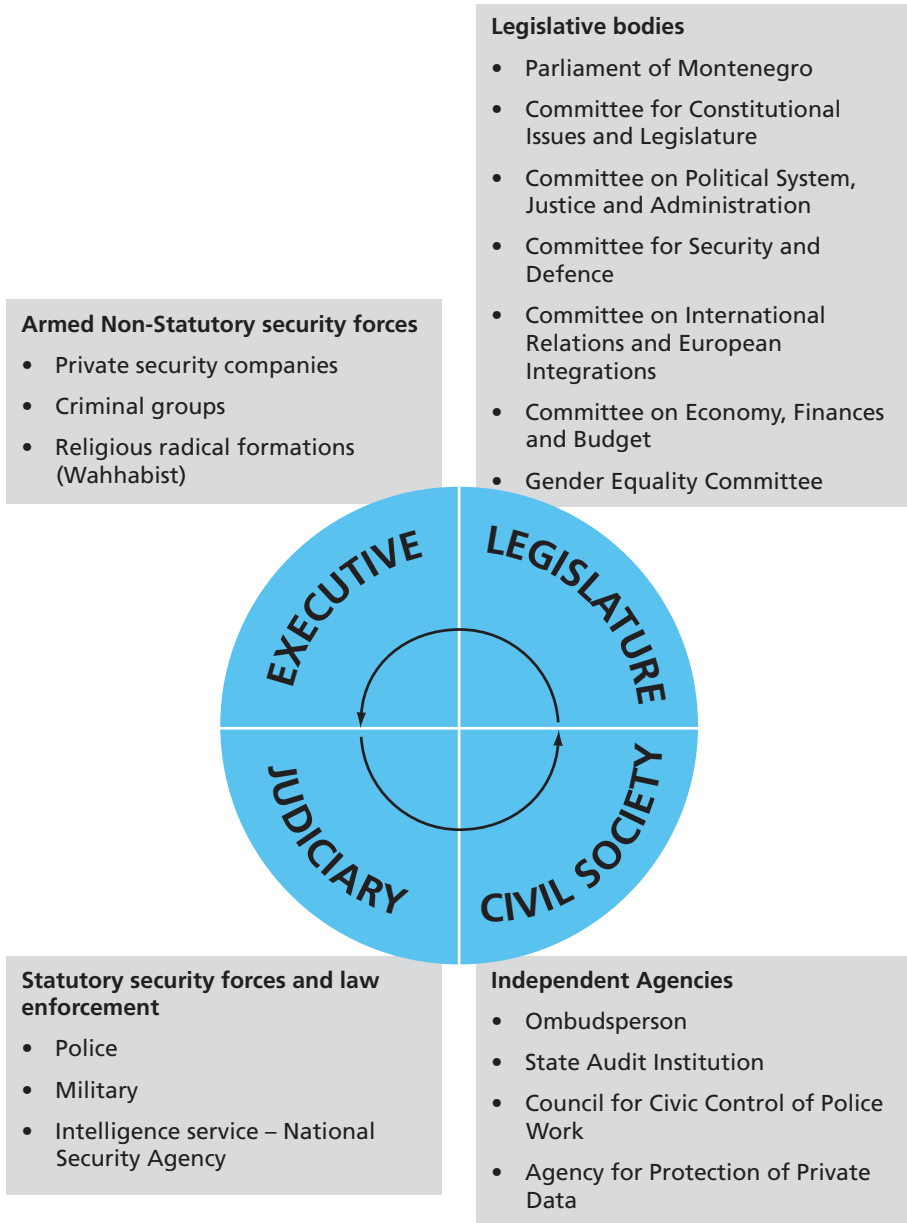 Legislative bodies
• Parliament of Montenegro
• Committee for Constitutional
Issues and Legislature
• Committee on Political System,
Justice and Administration
• Committee for Security and
Defence
• Committee on International
Relations and European
Integrations
• Committee on Economy, Finances
and Budget
• Gender Equality Committee
Armed Non-Statutory security forces
• Private security companies
• Criminal groups
• Religious radical formations
(Wahhabist)
EXECUTIVE
LEGISLATURE
JUDICIARY
CIVIL SOCIETY
Statutory security forces and law
enforcement
• Police
• Military
• Intelligence service – National
Security Agency
Independent Agencies
• Ombudsperson
• State Audit Institution
• Council for Civic Control of Police
Work
• Agency for Protection of Private
Data